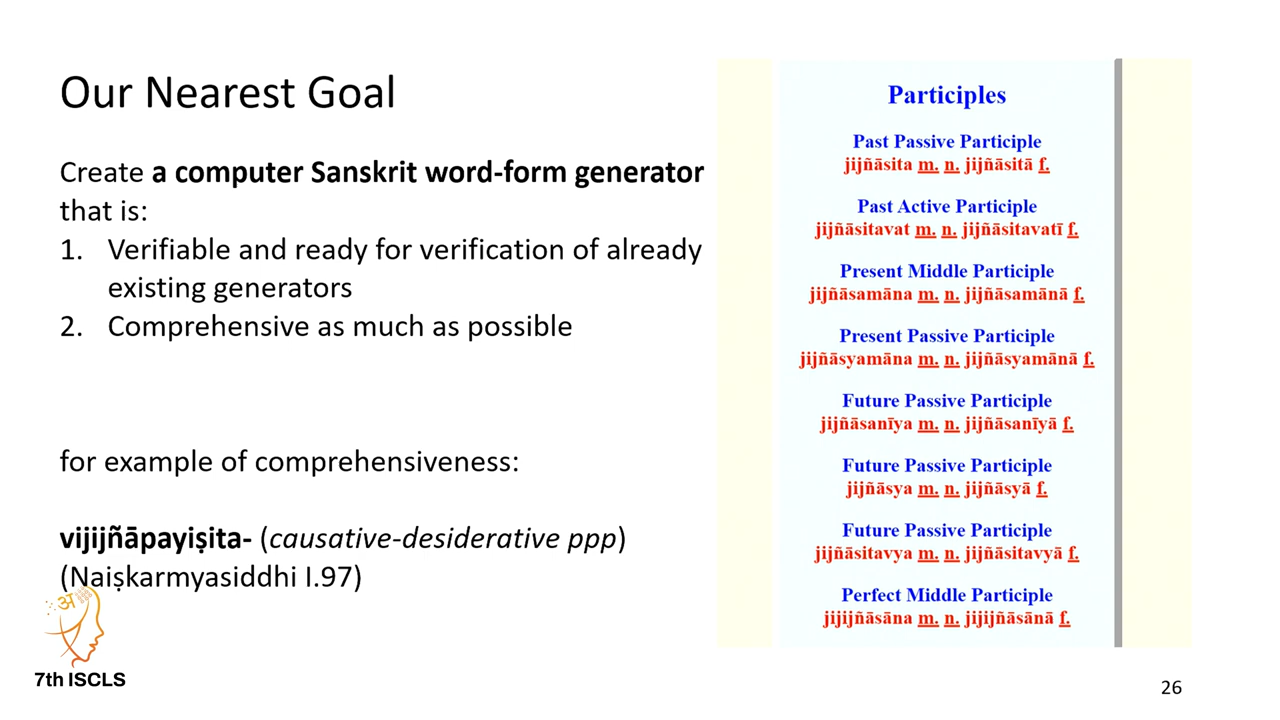 Our Nearest Goal
Create a computer Sanskrit word-form generator
that is:
1. Verifiable and ready for verification of already
existing generators
2. Comprehensive as much as possible
for example of comprehensiveness:
vijijñāpayiṣita- (causative-desiderative ppp)
(Naiṣkarmyasiddhi I.97)
अ
7th ISCLS
Participles
Past Passive Participle
jijñāsita m. n. jijñāsitā f.
Past Active Participle
jijñāsitavat m. n. jijñāsitavatī f.
Present Middle Participle
jijñāsamāna m. n. jijñāsamānā f.
Present Passive Participle
jijñāsyamāna m. n. jijñāsyamānā f.
Future Passive Participle
jijñāsanīya m. n. jijñāsanīyā f.
Future Passive Participle
jijñāsya m. n. jijñāsyā f.
Future Passive Participle
jijñāsitavya m. n. jijñāsitavyā f.
Perfect Middle Participle
jijijñāsāna m. n. jijijñāsānā f.
26